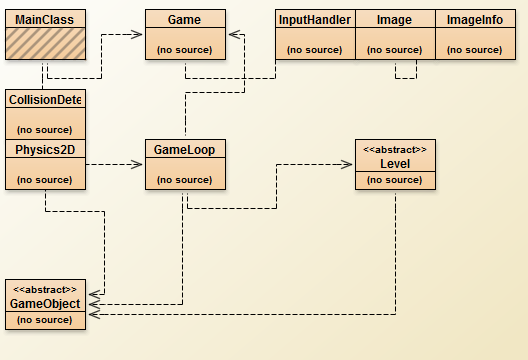 MainClass
Game
(no source)
InputHandler
(no source)
Image
(no source)
ImageInfo
(no source)
CollisionDete
(no source)
Physics2D
(no source)
GameLoop
(no source)
<<abstract>>
Level
(no source)
<<abstract>>
GameObject
(no source)